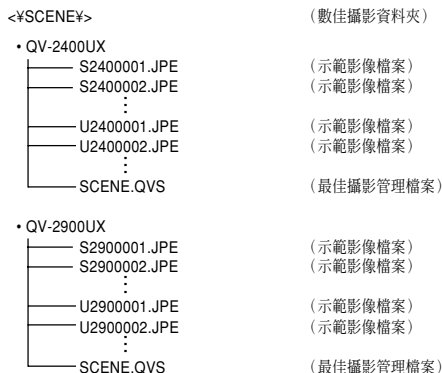 <¥SCENE¥> （數佳攝影資料夾）
• QV-2400UX
S2400001.JPE （示範影像檔案）
S2400002.JPE （示範影像檔案）
⋮
U2400001.JPE （示範影像檔案）
U2400002.JPE （示範影像檔案）
⋮
SCENE.QVS （最佳攝影管理檔案）
• QV-2900UX
S2900001.JPE （示範影像檔案）
S2900002.JPE （示範影像檔案）
⋮
U2900001.JPE （示範影像檔案）
U2900002.JPE （示範影像檔案）
⋮
SCENE.QVS （最佳攝影管理檔案）